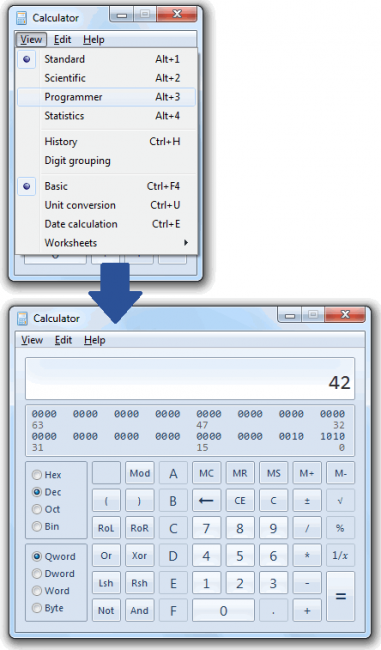 Calculator
View Edit Help
Standard Alt+1
Scientific Alt+2
Programmer Alt+3
Statistics Alt+4
History Ctrl+H
Digit grouping
Basic Ctrl+F4
Unit conversion Ctrl+U
Date calculation Ctrl+E
Worksheets
Calculator
View Edit Help
42
0000 0000 0000 0000 0000 0000 0000 0000
63 47 32
0000 0000 0000 0000 0000 0000 0010 1010
31 15 0
Hex Mod A MC MR MS M+ M-
Dec ( ) B ← CE C ± √
Oct
Bin RoL RoR C 7 8 9 / %
Qword Or Xor D 4 5 6 * 1/x
Dword
Word Lsh Rsh E 1 2 3 - =
Byte Not And F 0 . +